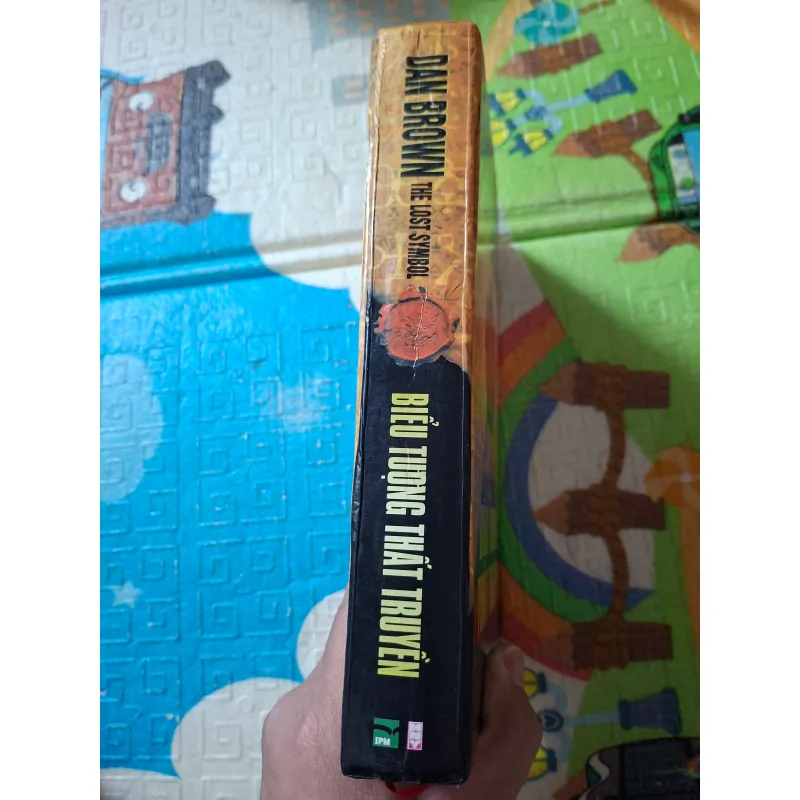 DAN BROWN
THE LOST SYMBOL
BIỂU TƯỢNG THẤT TRUYỀN
IPM